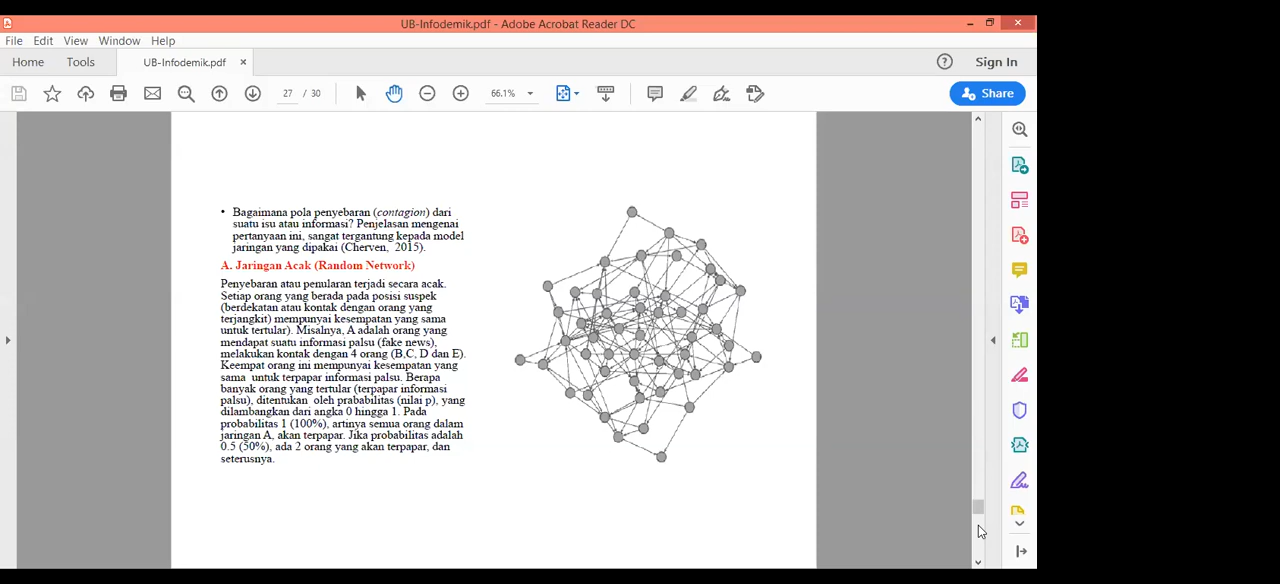 UB-Infodemik.pdf - Adobe Acrobat Reader DC
File Edit View Window Help
Home Tools UB-Infodemik.pdf × Sign In
27 / 30 66.1% Share
• Bagaimana pola penyebaran (contagion) dari
suatu isu atau informasi? Penjelasan mengenai
pertanyaan ini, sangat tergantung kepada model
jaringan yang dipakai (Cherven, 2015).
A. Jaringan Acak (Random Network)
Penyebaran atau penularan terjadi secara acak.
Setiap orang yang berada pada posisi suspek
(berdekatan atau kontak dengan orang yang
terjangkit) mempunyai kesempatan yang sama
untuk tertular). Misalnya, A adalah orang yang
mendapat suatu informasi palsu (fake news),
melakukan kontak dengan 4 orang (B,C, D dan E).
Keempat orang ini mempunyai kesempatan yang
sama untuk terpapar informasi palsu. Berapa
banyak orang yang tertular (terpapar informasi
palsu), ditentukan oleh prababilitas (nilai p), yang
dilambangkan dari angka 0 hingga 1. Pada
probabilitas 1 (100%), artinya semua orang dalam
jaringan A, akan terpapar. Jika probabilitas adalah
0.5 (50%), ada 2 orang yang akan terpapar, dan
seterusnya.